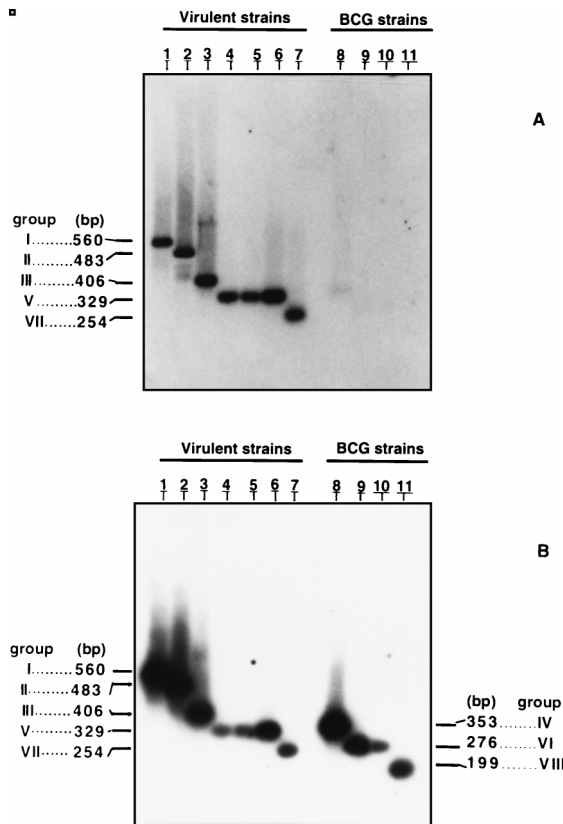 Virulent strains BCG strains
1 2 3 4 5 6 7 8 9 10 11
A
group (bp)
I........560
II......483
III........406
V........329
VII......254
Virulent strains BCG strains
1 2 3 4 5 6 7 8 9 10 11
B
group (bp)
I........560
II......483
III........406
V........329
VII......254
(bp) group
353......IV
276......VI
199......VIII